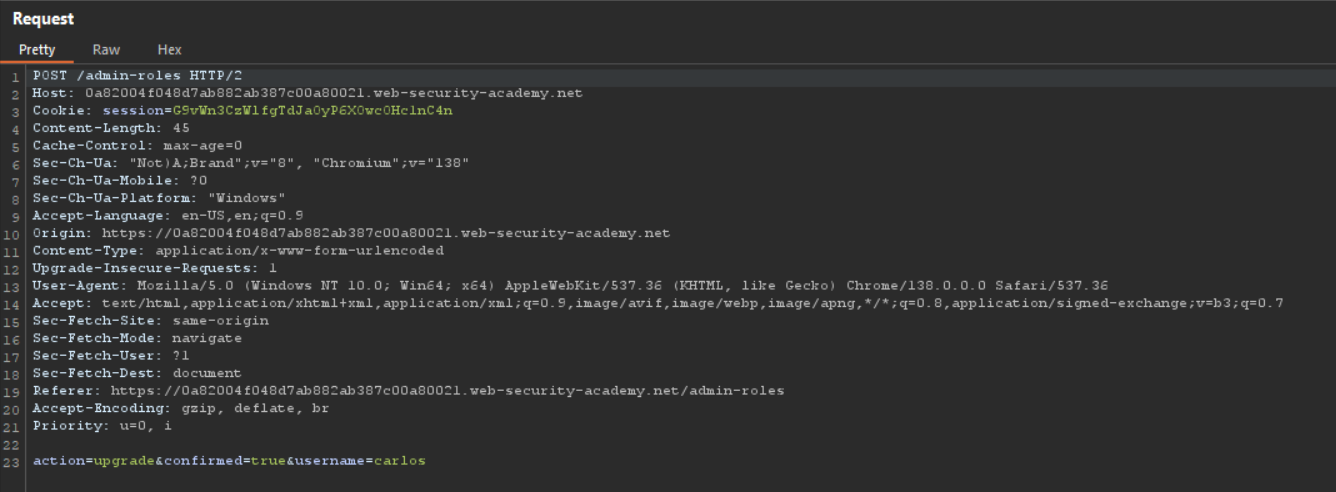 Request
Pretty Raw Hex
1 POST /admin-roles HTTP/2
2 Host: 0a82004f048d7ab882ab387c00a80021.web-security-academy.net
3 Cookie: session=G9vWn3CzWlfgTdJa0yP6X0wc0Hc1nC4n
4 Content-Length: 45
5 Cache-Control: max-age=0
6 Sec-Ch-Ua: "Not)A;Brand";v="8", "Chromium";v="138"
7 Sec-Ch-Ua-Mobile: ?0
8 Sec-Ch-Ua-Platform: "Windows"
9 Accept-Language: en-US,en;q=0.9
10 Origin: https://0a82004f048d7ab882ab387c00a80021.web-security-academy.net
11 Content-Type: application/x-www-form-urlencoded
12 Upgrade-Insecure-Requests: 1
13 User-Agent: Mozilla/5.0 (Windows NT 10.0; Win64; x64) AppleWebKit/537.36 (KHTML, like Gecko) Chrome/138.0.0.0 Safari/537.36
14 Accept: text/html,application/xhtml+xml,application/xml;q=0.9,image/avif,image/webp,image/apng,*/*;q=0.8,application/signed-exchange;v=b3;q=0.7
15 Sec-Fetch-Site: same-origin
16 Sec-Fetch-Mode: navigate
17 Sec-Fetch-User: ?1
18 Sec-Fetch-Dest: document
19 Referer: https://0a82004f048d7ab882ab387c00a80021.web-security-academy.net/admin-roles
20 Accept-Encoding: gzip, deflate, br
21 Priority: u=0, i
22
23 action=upgrade&confirmed=true&username=carlos